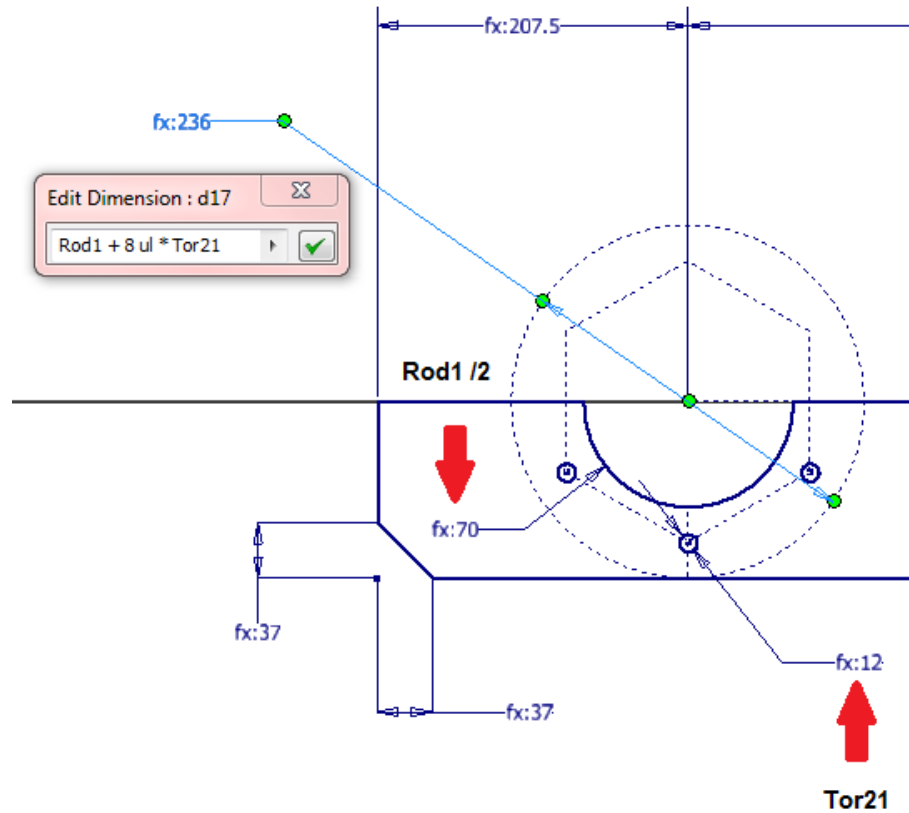 fx:207.5
fx:236
Edit Dimension : d17
Rod1 + 8 ul * Tor21
Rod1 /2
fx:70
fx:37
fx:12
fx:37
Tor21